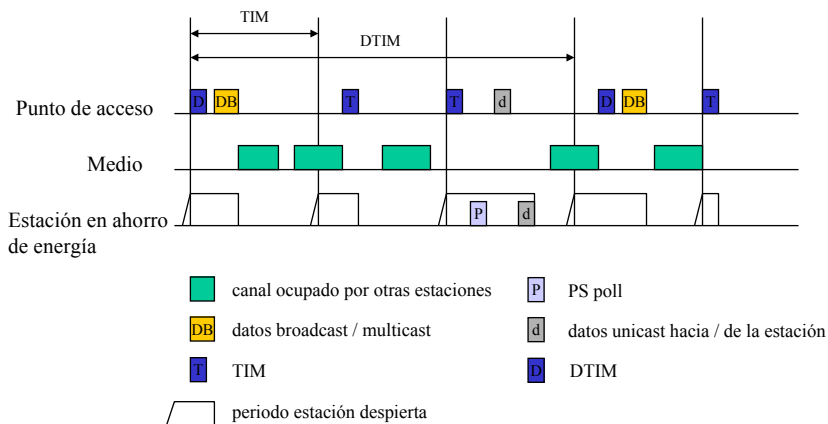 TIM
DTIM
Punto de acceso
D DB T T d D DB T
Medio
Estación en ahorro
de energía
P d
canal ocupado por otras estaciones
P PS poll
DB datos broadcast / multicast
d datos unicast hacia / de la estación
T TIM
D DTIM
periodo estación despierta